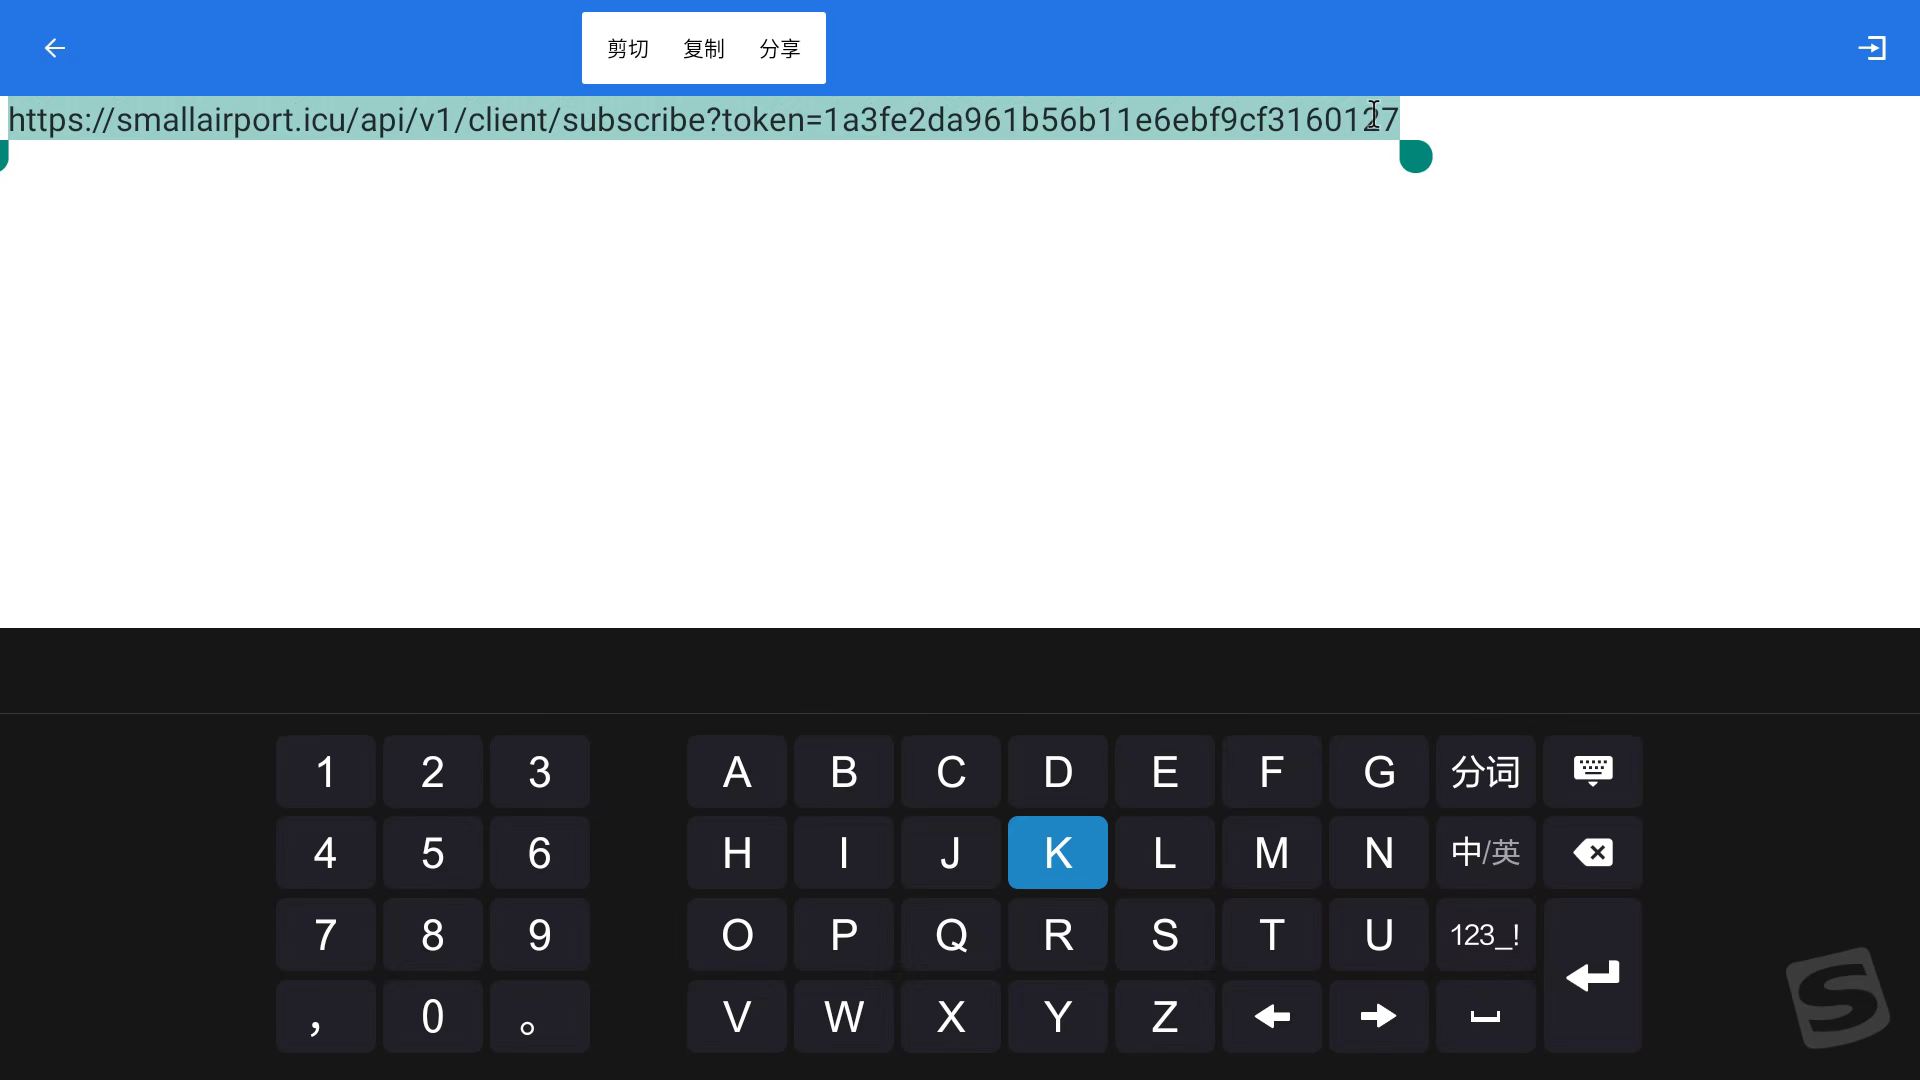 剪切 复制 分享
https://smallairport.icu/api/v1/client/subscribe?token=1a3fe2da961b56b11e6ebf9cf3160127
1 2 3 A B C D E F G 分词
4 5 6 H I J K L M N 中/英
7 8 9 O P Q R S T U 123_!
， 0 。 V W X Y Z